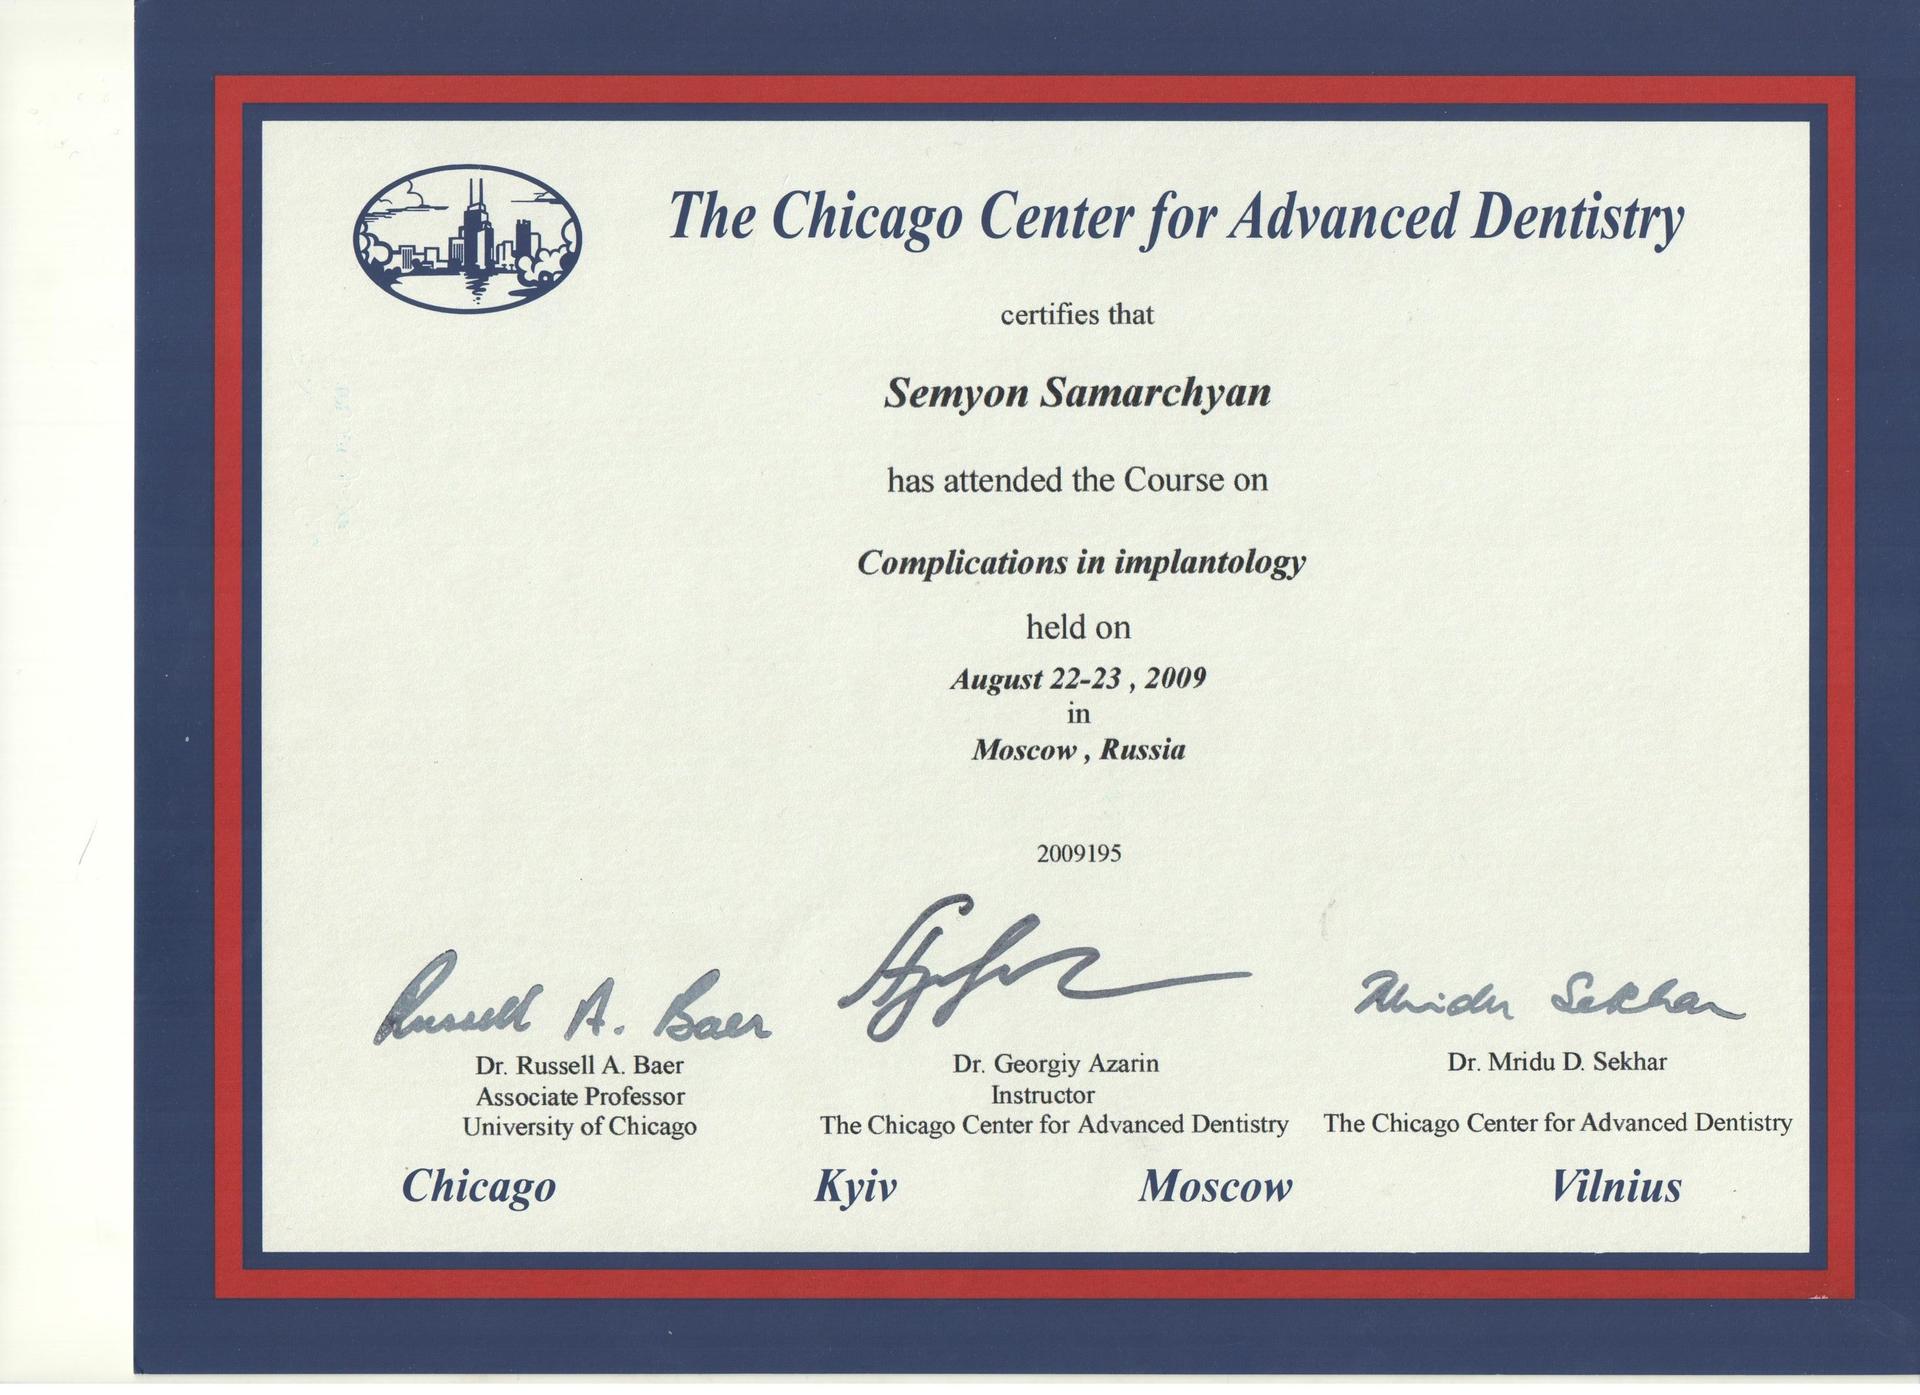 The Chicago Center for Advanced Dentistry
certifies that
Semyon Samarchyan
has attended the Course on
Complications in implantology
held on
August 22-23 , 2009
in
Moscow , Russia
2009195
Russell A. Baer
Mridu Sekhar
Dr. Russell A. Baer
Associate Professor
University of Chicago
Dr. Georgiy Azarin
Instructor
The Chicago Center for Advanced Dentistry
Dr. Mridu D. Sekhar
The Chicago Center for Advanced Dentistry
Chicago Kyiv Moscow Vilnius